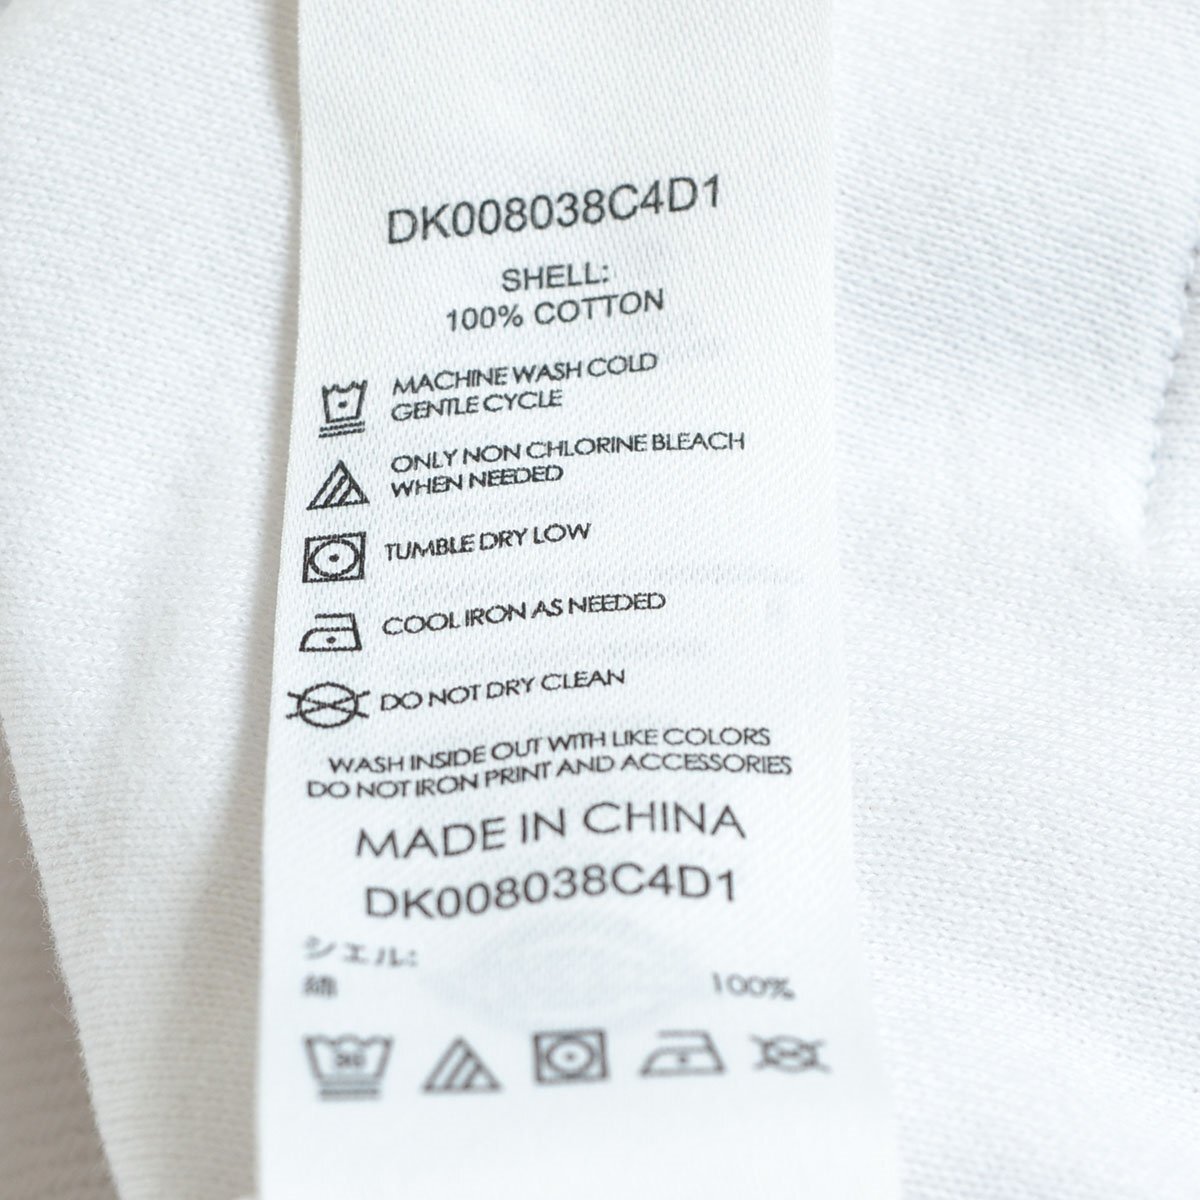 DK008038C4D1
SHELL:
100% COTTON
MACHINE WASH COLD
GENTLE CYCLE
ONLY NON CHLORINE BLEACH
WHEN NEEDED
TUMBLE DRY LOW
COOL IRON AS NEEDED
DO NOT DRY CLEAN
WASH INSIDE OUT WITH LIKE COLORS
DO NOT IRON PRINT AND ACCESSORIES
MADE IN CHINA
DK008038C4D1
シェル:
綿 100%
30